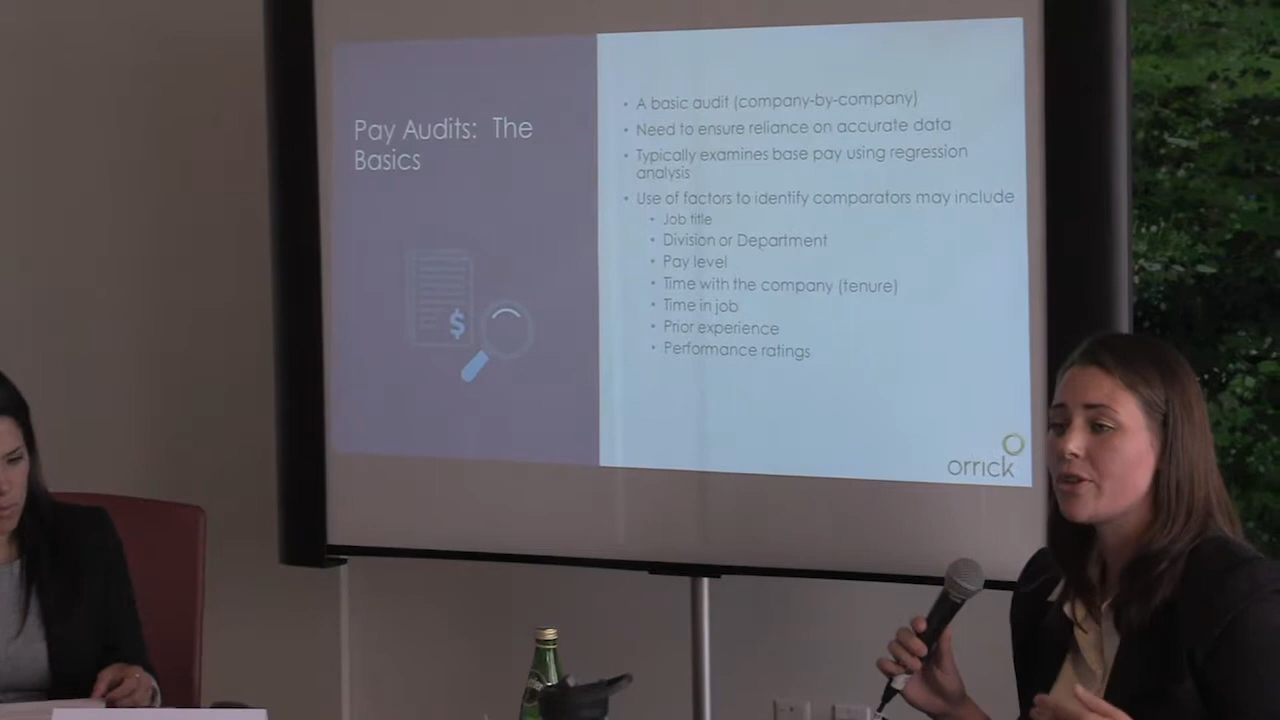 Pay Audits: The
Basics
$
• A basic audit (company-by-company)
• Need to ensure reliance on accurate data
• Typically examines base pay using regression
analysis
• Use of factors to identify comparators may include
• Job title
• Division or Department
• Pay level
• Time with the company (tenure)
• Time in job
• Prior experience
• Performance ratings
orrick